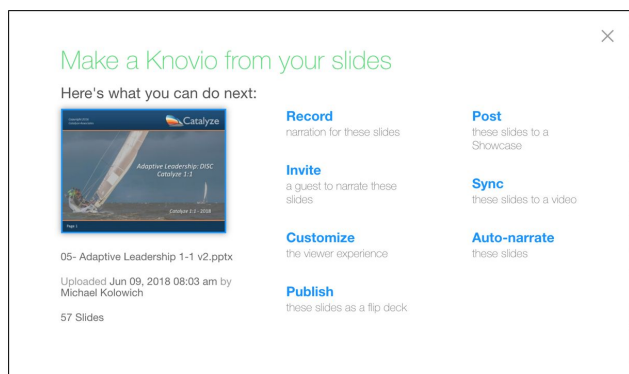 Make a Knovio from your slides
Here's what you can do next:
Catalyze
Adaptive Leadership: DISC
Catalyze 1:1
Catalyze 1:1 - 2018
Page 1
05- Adaptive Leadership 1-1 v2.pptx
Uploaded Jun 09, 2018 08:03 am by
Michael Kolowich
57 Slides
Record
narration for these slides
Invite
a guest to narrate these
slides
Customize
the viewer experience
Publish
these slides as a flip deck
Post
these slides to a
Showcase
Sync
these slides to a video
Auto-narrate
these slides